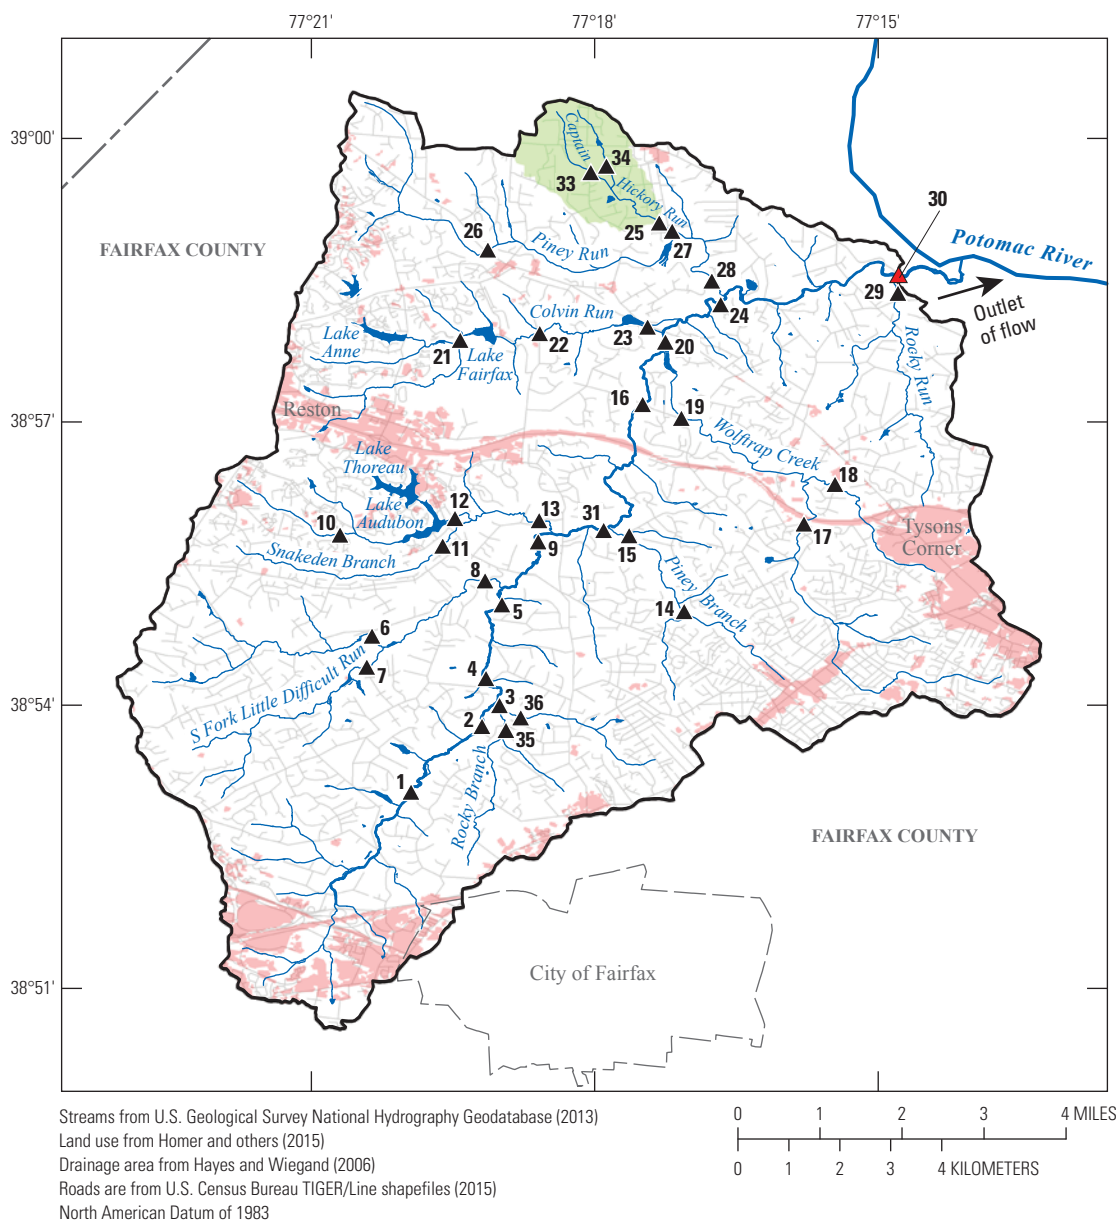 77°21'
77°18'
77°15'
39°00'
38°57'
38°54'
38°51'
FAIRFAX COUNTY
Captain
Hickory Run
34
33
25
27
30
26
Piney Run
28
Potomac River
29
Outlet
of flow
24
Colvin Run
23
20
22
21
Lake
Anne
Lake
Fairfax
Rocky Run
16
19
Reston
Wolftrap Creek
Lake
Thoreau
18
Lake
Audubon
12
10
13
31
17
Tysons
Corner
11
9
15
Snakeden Branch
8
5
14
Piney Branch
6
7
S Fork Little Difficult Run
4
3
36
2
35
1
Rocky Branch
FAIRFAX COUNTY
City of Fairfax
Streams from U.S. Geological Survey National Hydrography Geodatabase (2013)
Land use from Homer and others (2015)
Drainage area from Hayes and Wiegand (2006)
Roads are from U.S. Census Bureau TIGER/Line shapefiles (2015)
North American Datum of 1983
0 1 2 3 4 MILES
0 1 2 3 4 KILOMETERS